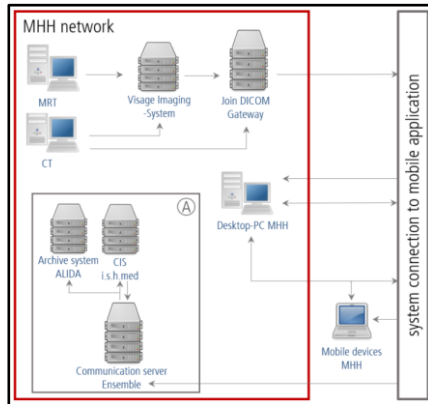 MHH network
MRT
Visage Imaging
-System
Join DICOM
Gateway
CT
A
Archive system
ALIDA
CIS
i.s.h.med
Desktop-PC MHH
Communication server
Ensemble
Mobile devices
MHH
system connection to mobile application